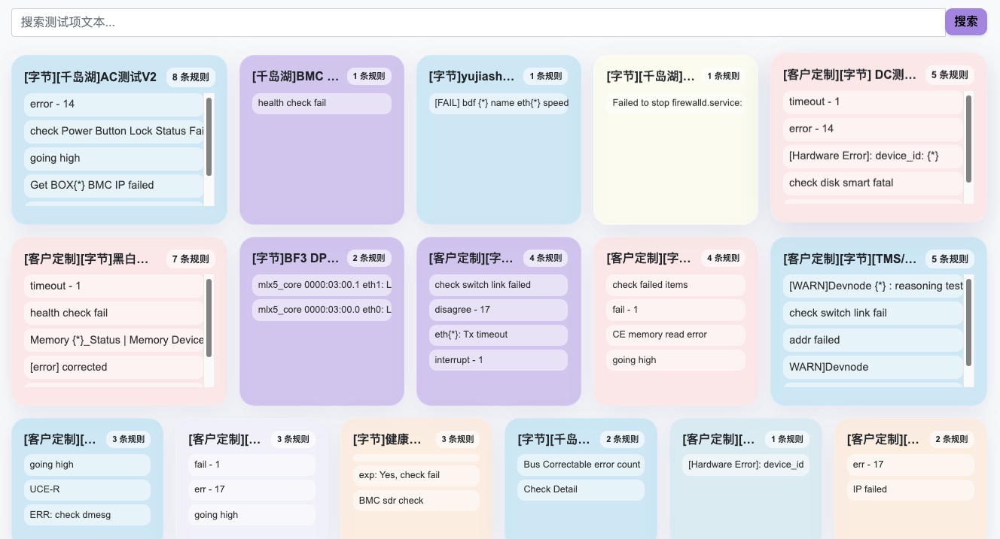 搜索测试项文本...
搜索
[字节][千岛湖]AC测试V2
8 条规则
error - 14
check Power Button Lock Status Fai
going high
Get BOX{*} BMC IP failed
[千岛湖]BMC ...
1 条规则
health check fail
[字节]yujiash...
1 条规则
[FAIL] bdf {*} name eth{*} speed
[字节][千岛湖]...
1 条规则
Failed to stop firewalld.service:
[客户定制][字节] DC测...
5 条规则
timeout - 1
error - 14
[Hardware Error]: device_id: {*}
check disk smart fatal
[客户定制][字节]黑白...
7 条规则
timeout - 1
health check fail
Memory {*}_Status | Memory Device
[error] corrected
[字节]BF3 DP...
2 条规则
mlx5_core 0000:03:00.1 eth1: L
mlx5_core 0000:03:00.0 eth0: L
[客户定制][字...
4 条规则
check switch link failed
disagree - 17
eth{*}: Tx timeout
interrupt - 1
[客户定制][字...
4 条规则
check failed items
fail - 1
CE memory read error
going high
[客户定制][字节][TMS/...
5 条规则
[WARN]Devnode {*} : reasoning test
check switch link fail
addr failed
WARN]Devnode
[客户定制][...
3 条规则
going high
UCE-R
ERR: check dmesg
[客户定制][...
3 条规则
fail - 1
err - 17
going high
[字节]健康...
3 条规则
exp: Yes, check fail
BMC sdr check
[字节][千岛...
2 条规则
Bus Correctable error count
Check Detail
[客户定制][...
1 条规则
[Hardware Error]: device_id
[客户定制][...
2 条规则
err - 17
IP failed